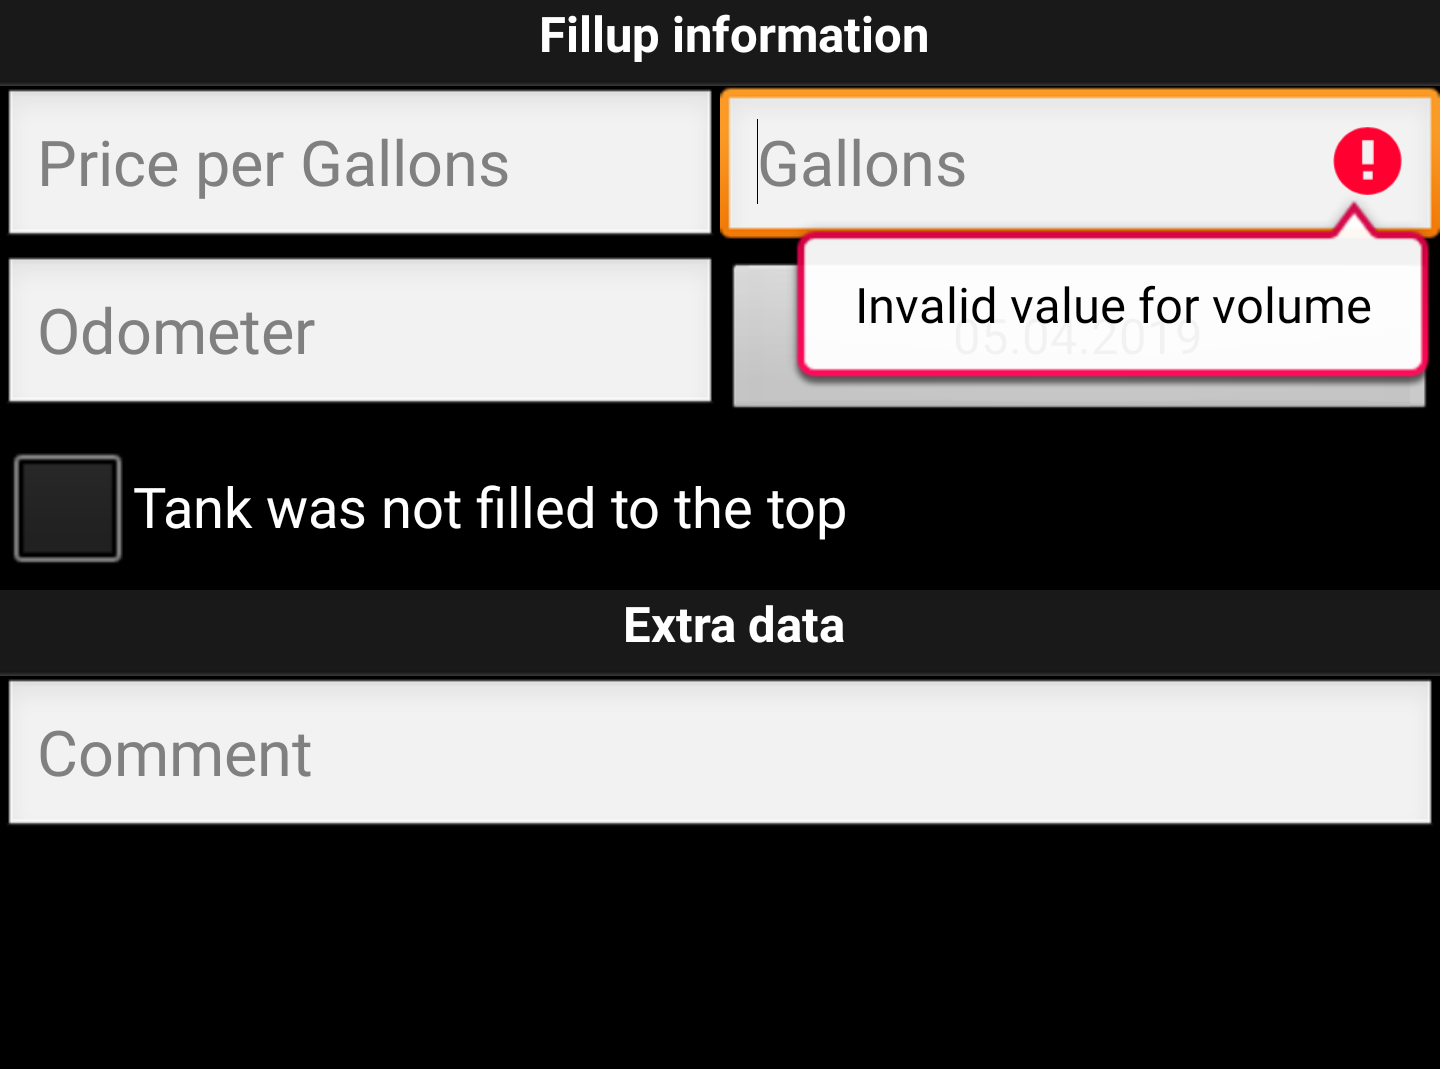 Fillup information
Price per Gallons
Gallons
Invalid value for volume
Odometer
05.04.2019
Tank was not filled to the top
Extra data
Comment